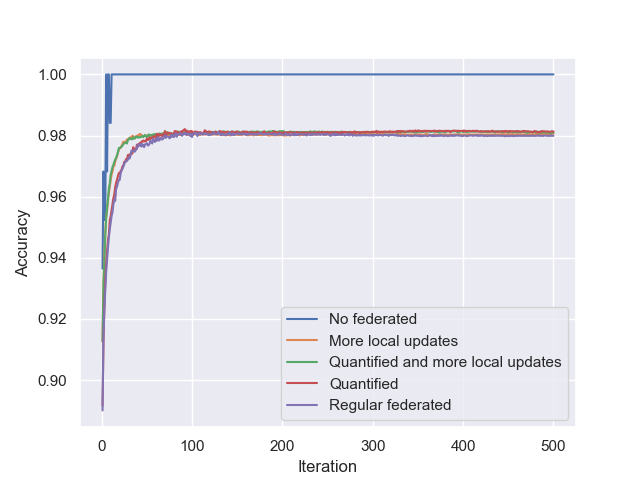 1.00
0.98
0.96
0.94
0.92
0.90
Accuracy
No federated
More local updates
Quantified and more local updates
Quantified
Regular federated
0 100 200 300 400 500
Iteration